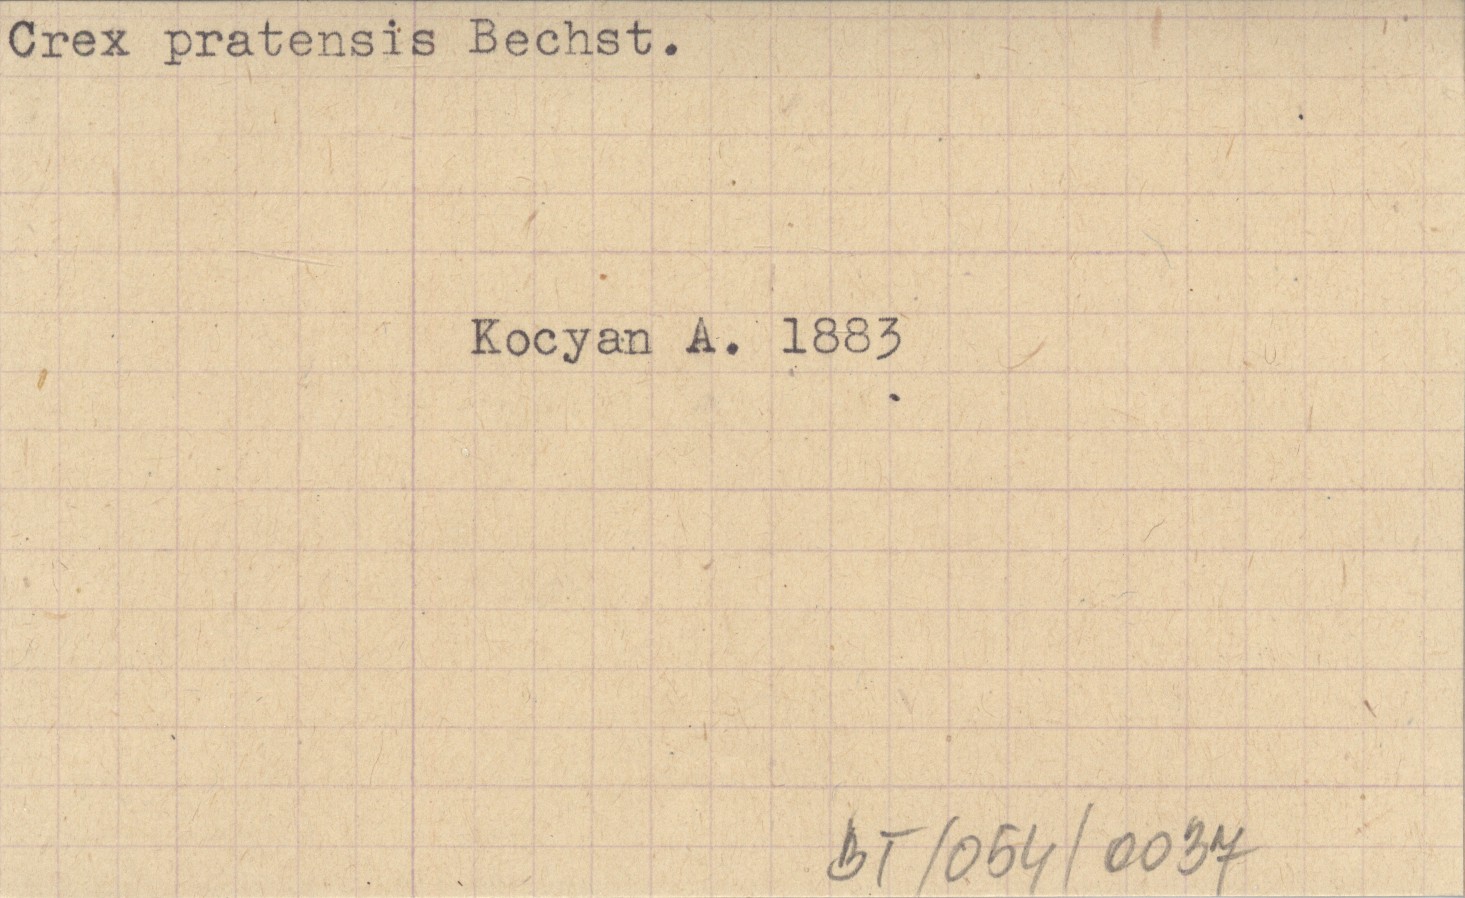 Crex pratensis Bechst.
Kocyan A. 1883
BT/054/0037